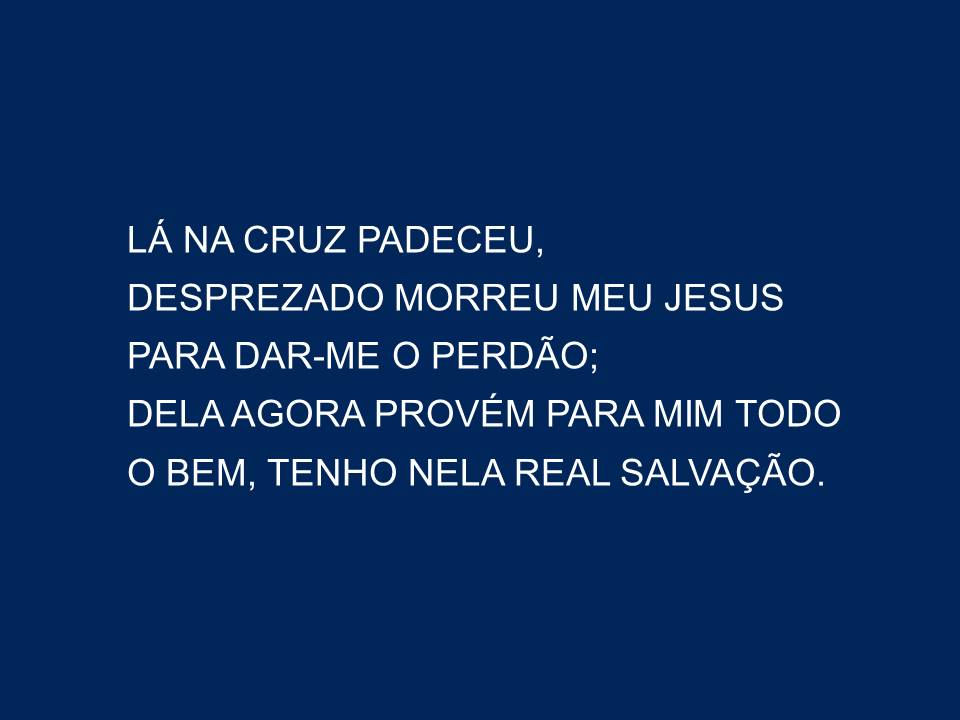 LÁ NA CRUZ PADECEU,
DESPREZADO MORREU MEU JESUS
PARA DAR-ME O PERDÃO;
DELA AGORA PROVÉM PARA MIM TODO
O BEM, TENHO NELA REAL SALVAÇÃO.